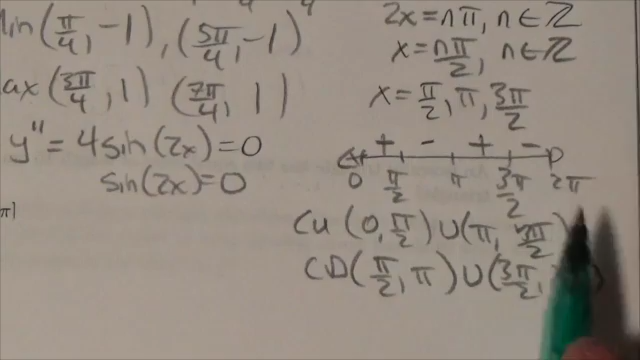 (π/4, -1), (5π/4, -1)
ax (3π/4, 1) (7π/4, 1)
y" = 4sin(2x) = 0
sin(2x) = 0
π]
2x = nπ, n ∈ ℤ
x = nπ/2, n ∈ ℤ
x = π/2, π, 3π/2
+ - + -
0 π/2 π 3π/2 2π
CU (0, π/2) ∪ (π, 3π/2)
CD (π/2, π) ∪ (3π/2,